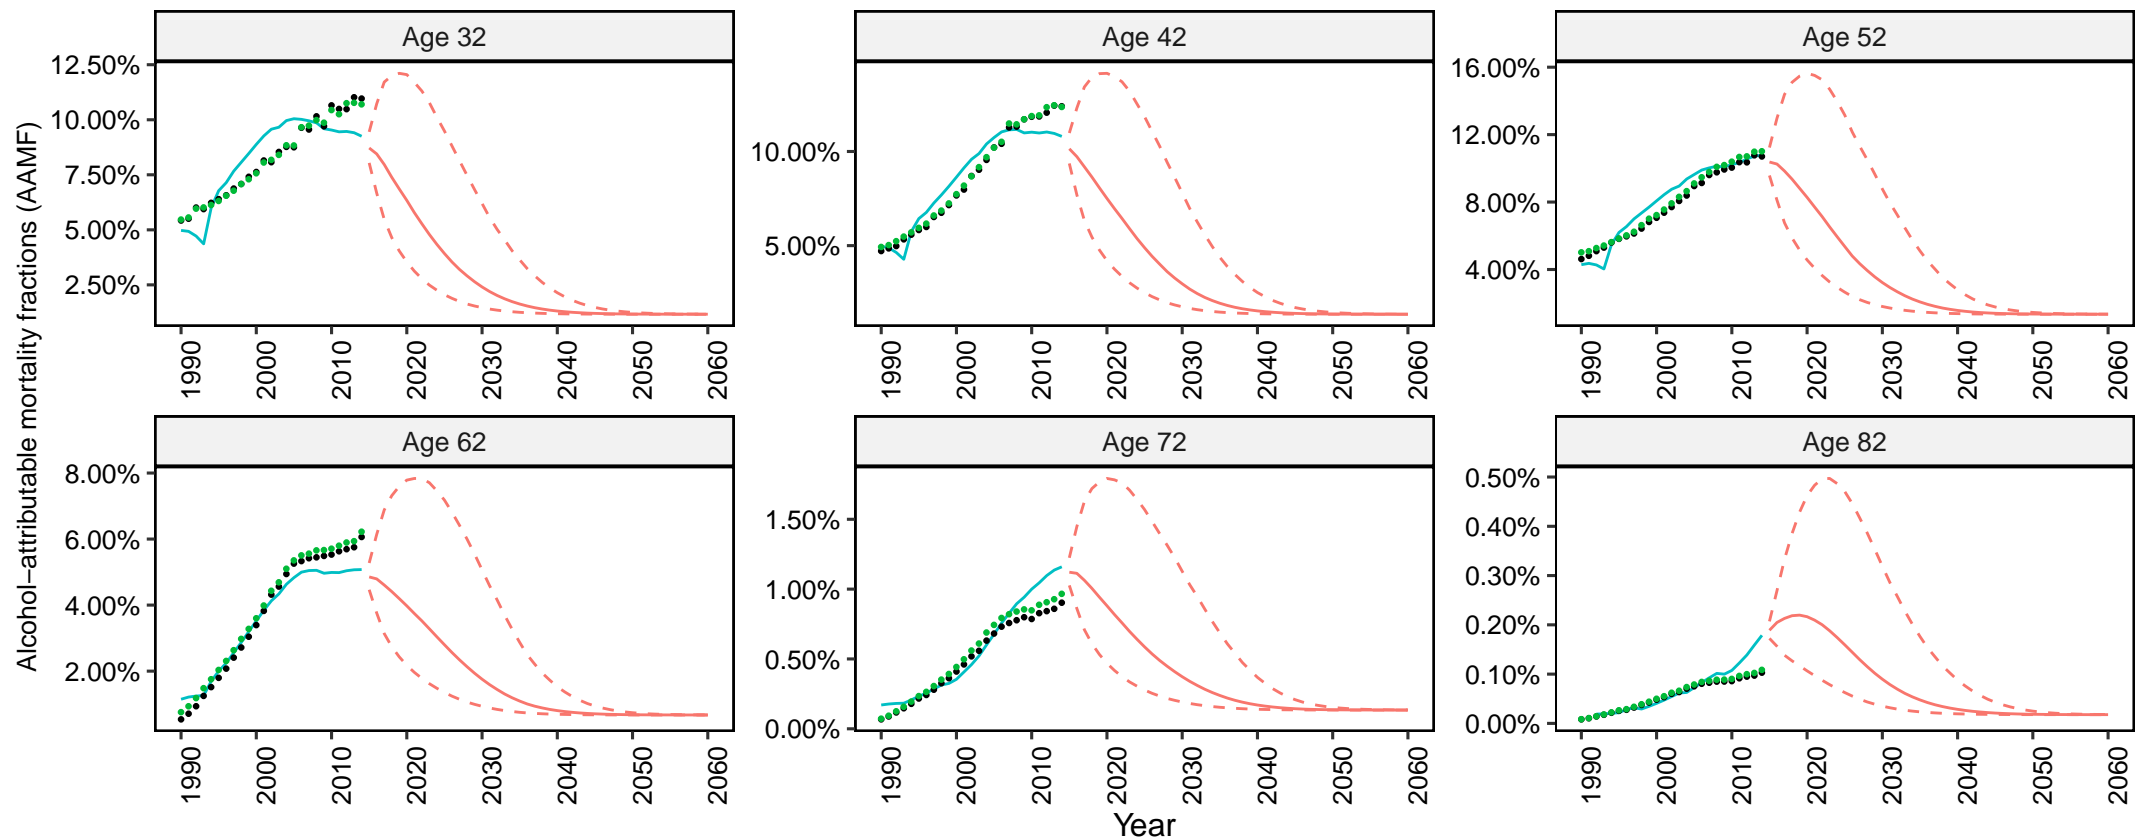 Alcohol−attributable mortality fractions (AAMF)
Age 32
12.50%
10.00%
7.50%
5.00%
2.50%
1990 2000 2010 2020 2030 2040 2050 2060
Age 42
10.00%
5.00%
1990 2000 2010 2020 2030 2040 2050 2060
Age 52
16.00%
12.00%
8.00%
4.00%
1990 2000 2010 2020 2030 2040 2050 2060
Age 62
8.00%
6.00%
4.00%
2.00%
1990 2000 2010 2020 2030 2040 2050 2060
Age 72
1.50%
1.00%
0.50%
0.00%
1990 2000 2010 2020 2030 2040 2050 2060
Age 82
0.50%
0.40%
0.30%
0.20%
0.10%
0.00%
1990 2000 2010 2020 2030 2040 2050 2060
Year